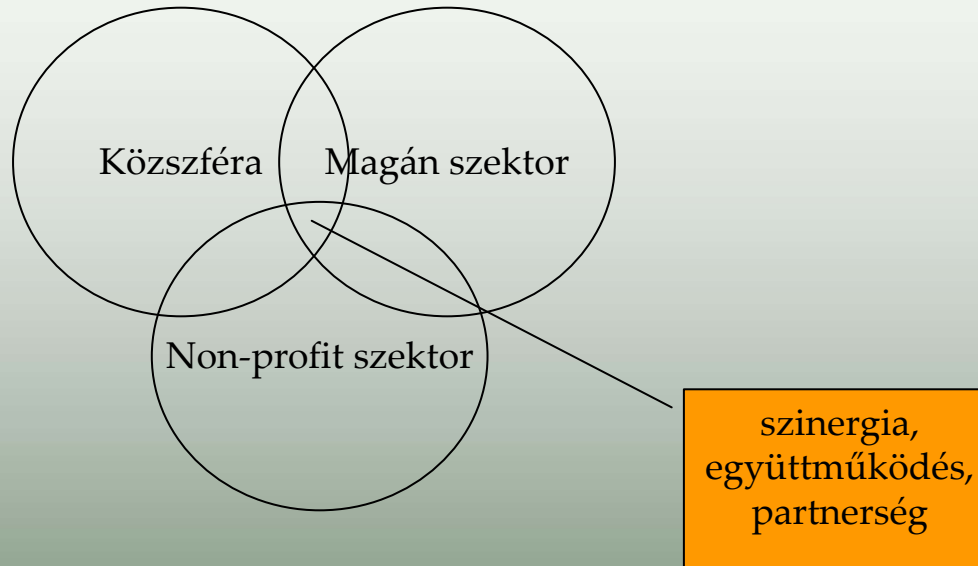 Közszféra
Magán szektor
Non-profit szektor
szinergia,
együttműködés,
partnerség